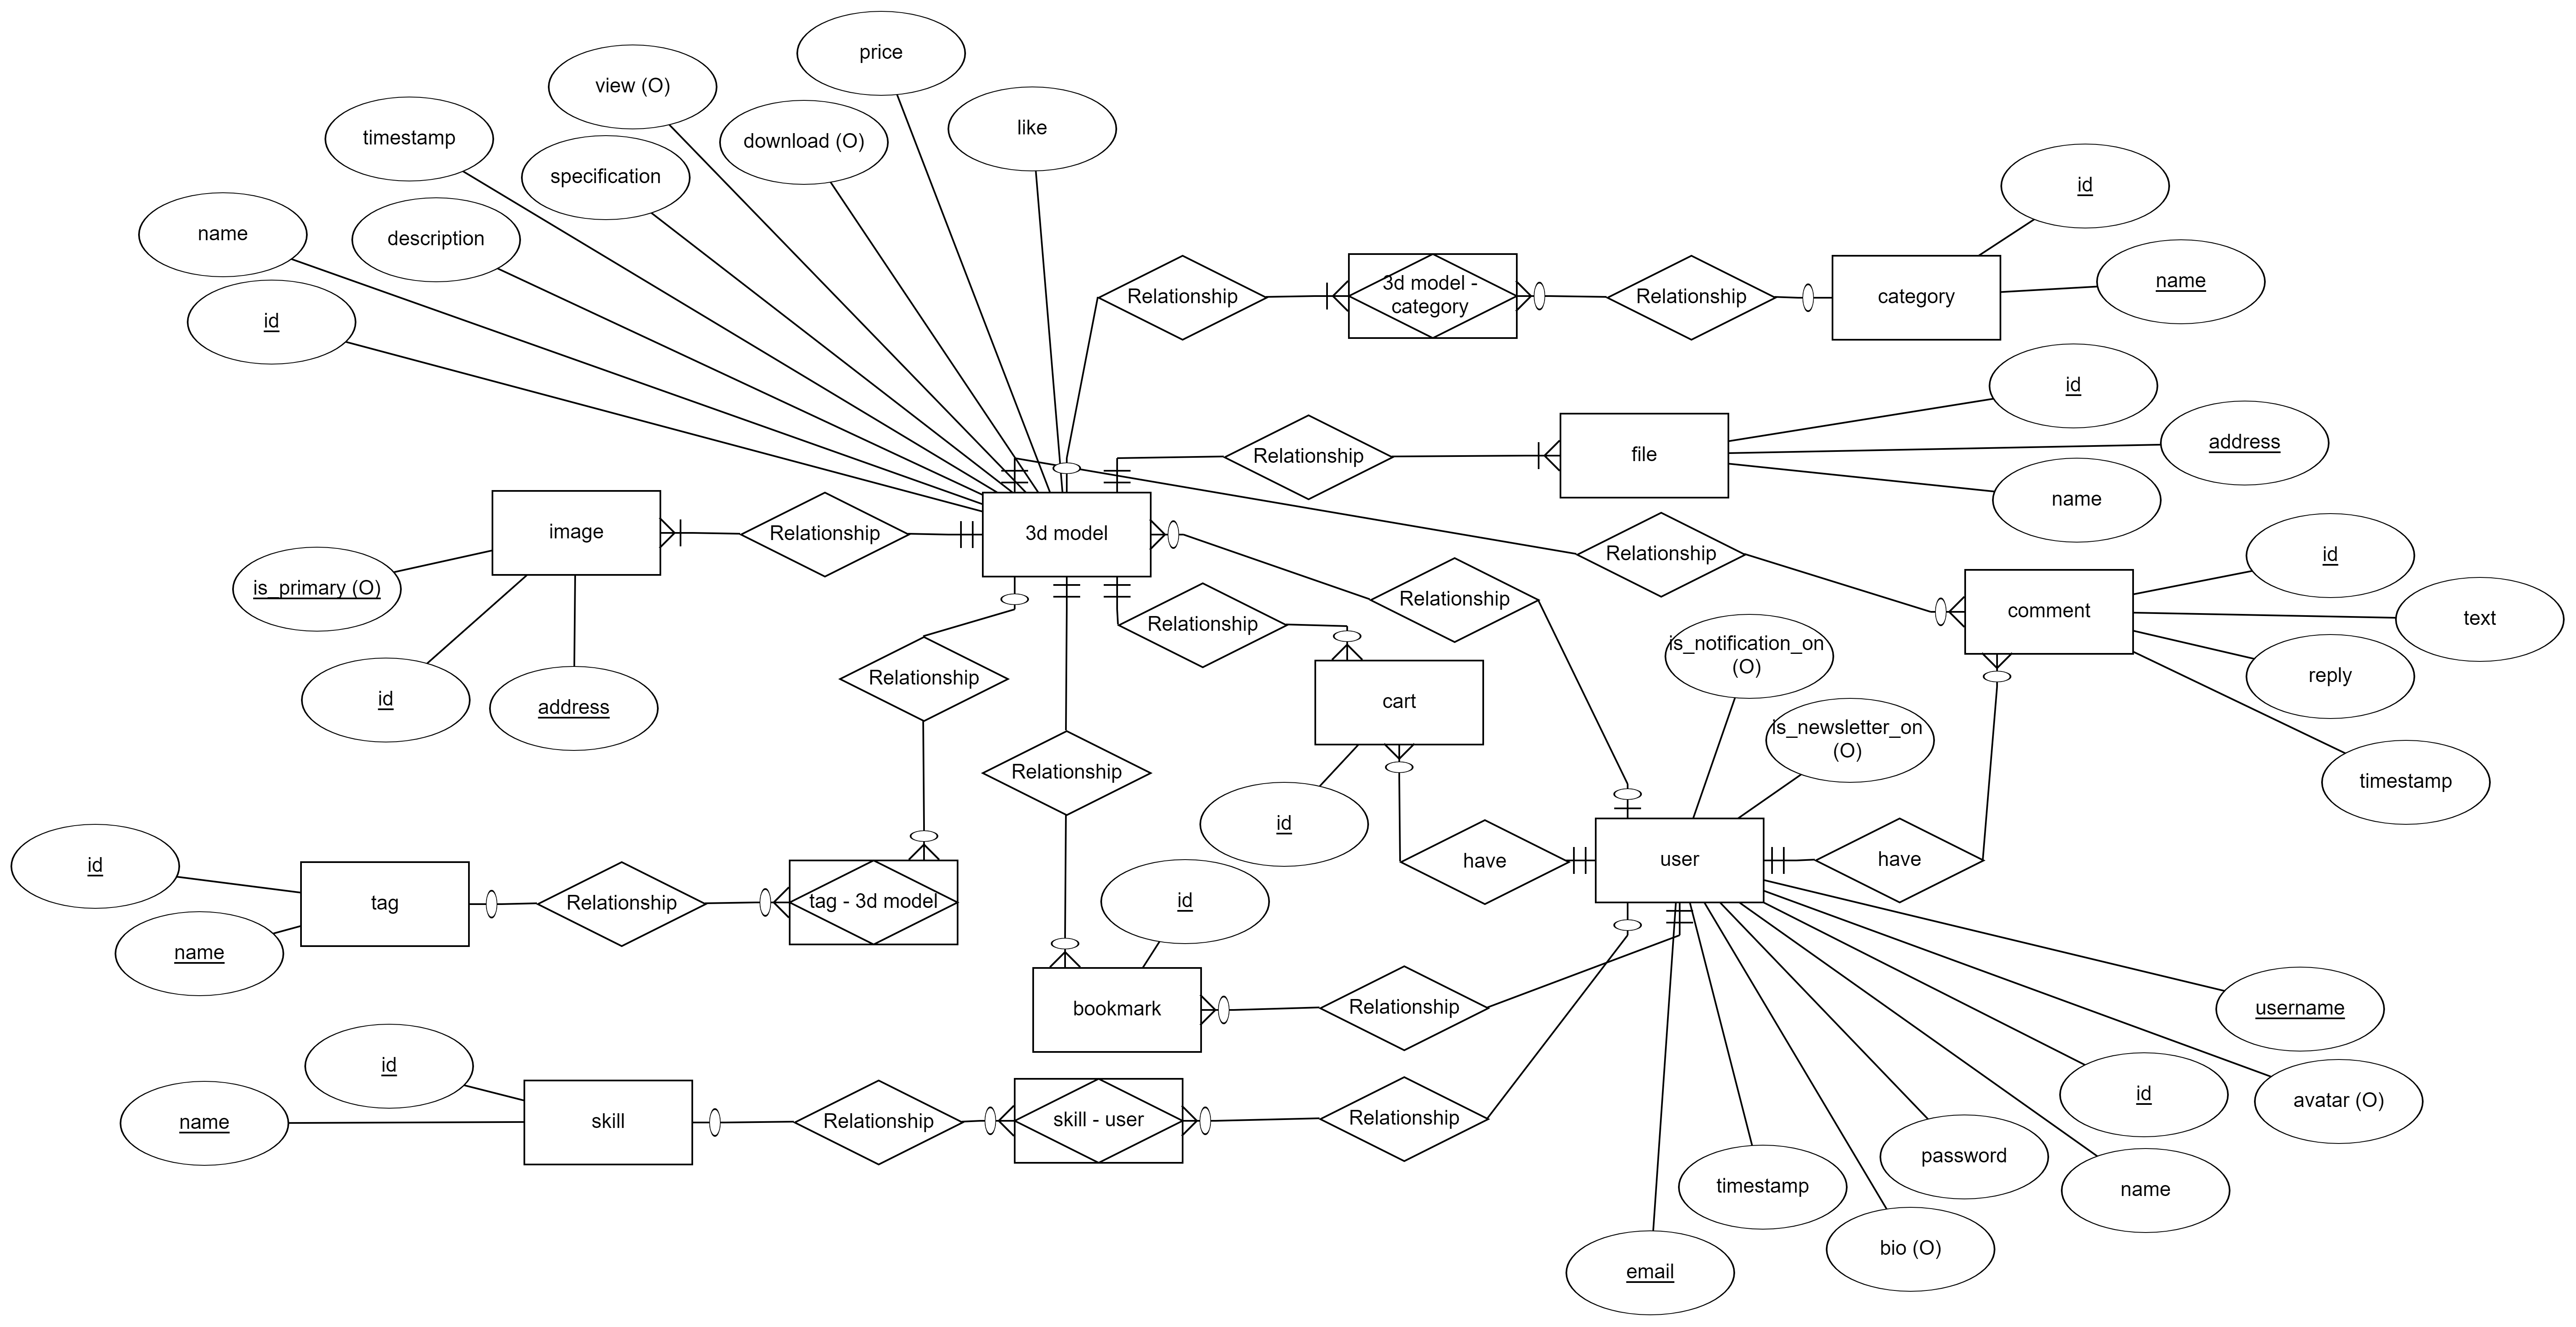 price
view (O)
like
timestamp
download (O)
specification
id
name
description
name
id
Relationship
3d model -
category
Relationship
category
id
address
Relationship
file
name
image
Relationship
3d model
Relationship
id
is_primary (O)
Relationship
comment
text
Relationship
is_notification_on
(O)
reply
Relationship
id
address
cart
is_newsletter_on
(O)
timestamp
Relationship
id
id
have
user
have
tag
Relationship
tag - 3d model
id
name
bookmark
Relationship
username
id
name
skill
Relationship
skill - user
Relationship
id
avatar (O)
password
timestamp
name
bio (O)
email